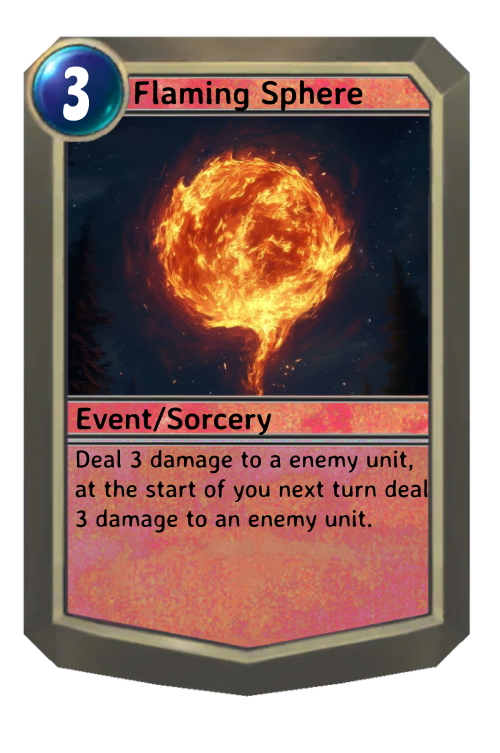 3
Flaming Sphere
Event/Sorcery
Deal 3 damage to a enemy unit,
at the start of you next turn deal
3 damage to an enemy unit.